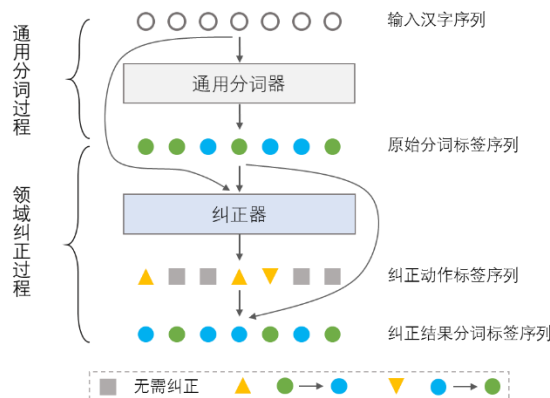 输入汉字序列
通用分词过程
通用分词器
原始分词标签序列
领域纠正过程
纠正器
纠正动作标签序列
纠正结果分词标签序列
无需纠正